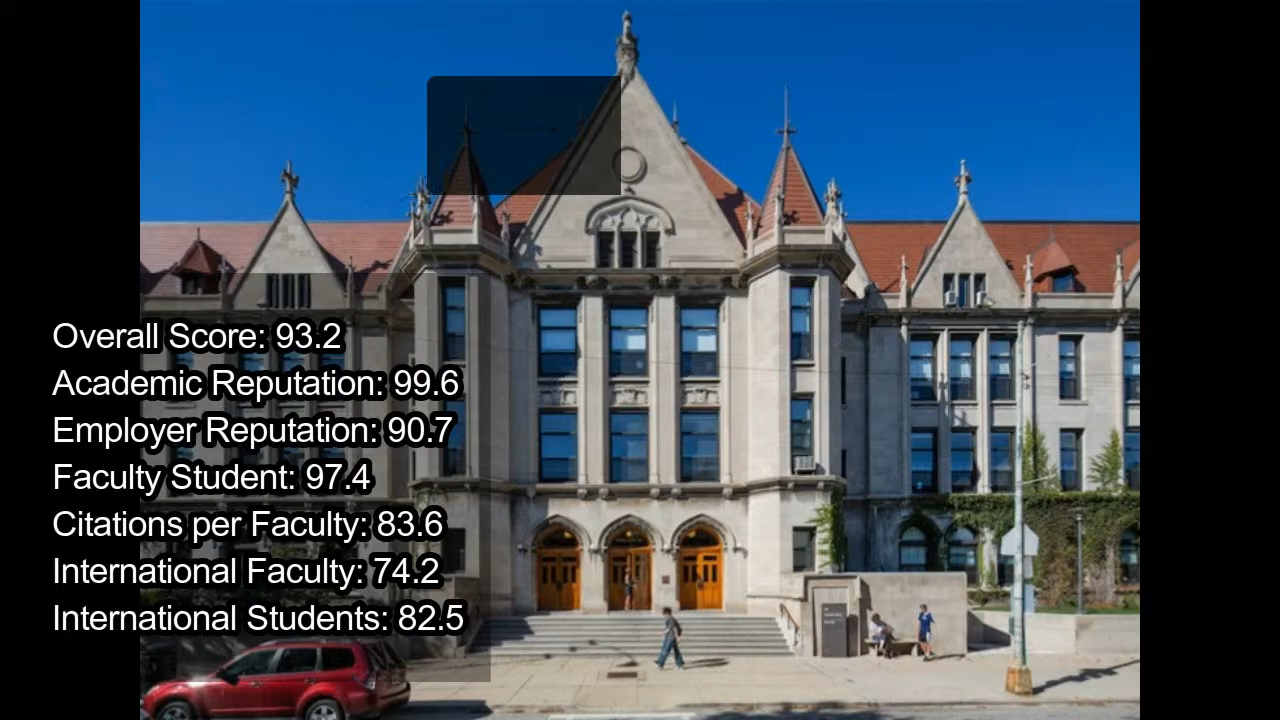 Overall Score: 93.2
Academic Reputation: 99.6
Employer Reputation: 90.7
Faculty Student: 97.4
Citations per Faculty: 83.6
International Faculty: 74.2
International Students: 82.5